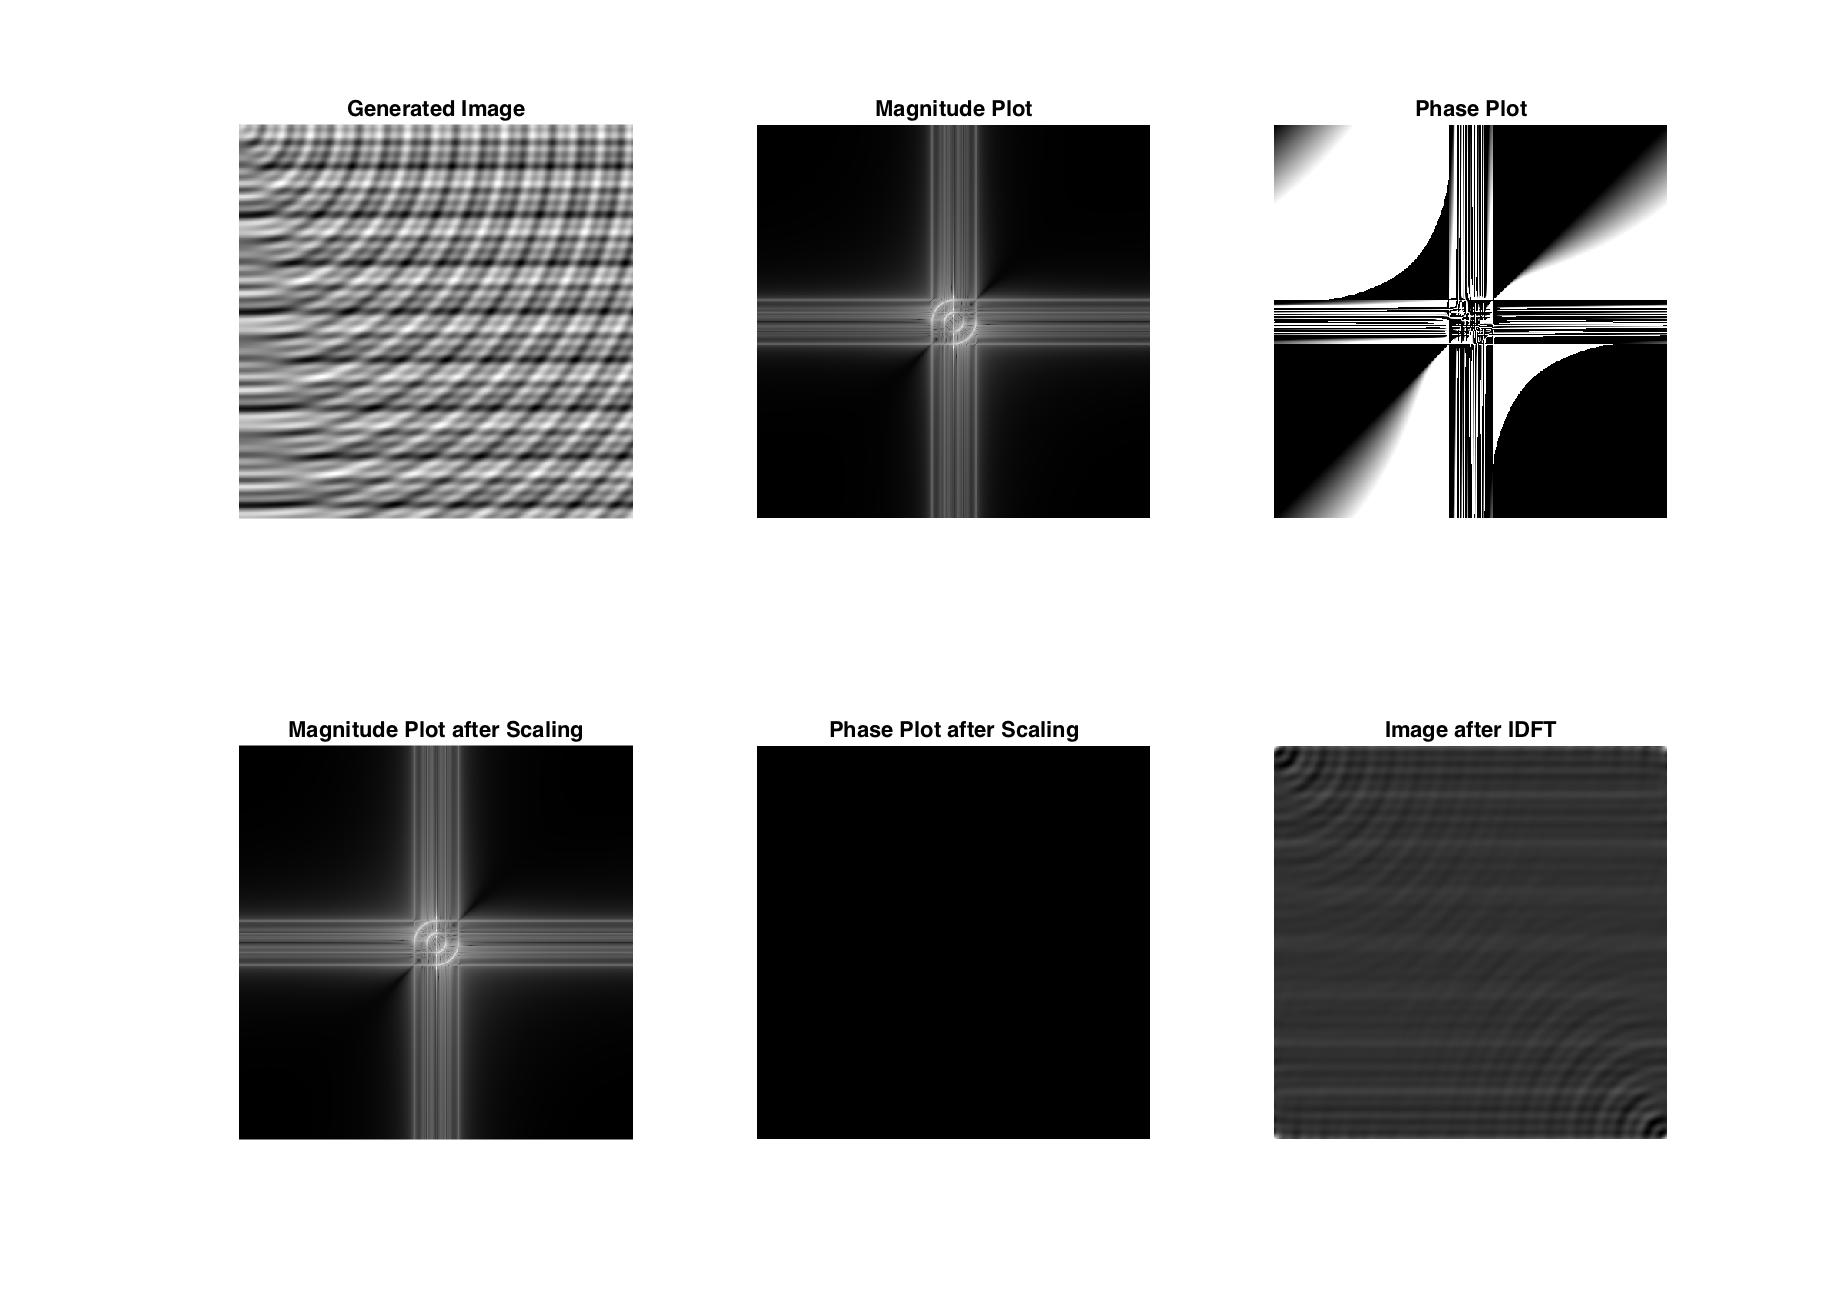 Generated Image
Magnitude Plot
Phase Plot
Magnitude Plot after Scaling
Phase Plot after Scaling
Image after IDFT